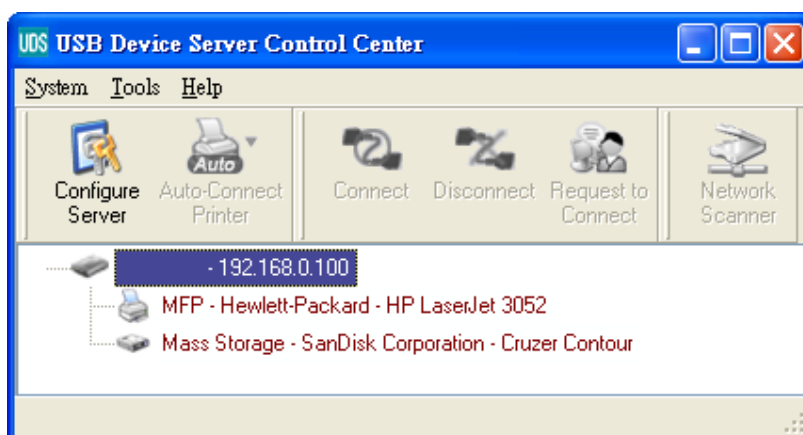 UDS USB Device Server Control Center
System Tools Help
Auto
Configure Server
Auto-Connect Printer
Connect
Disconnect
Request to Connect
Network Scanner
- 192.168.0.100
MFP - Hewlett-Packard - HP LaserJet 3052
Mass Storage - SanDisk Corporation - Cruzer Contour